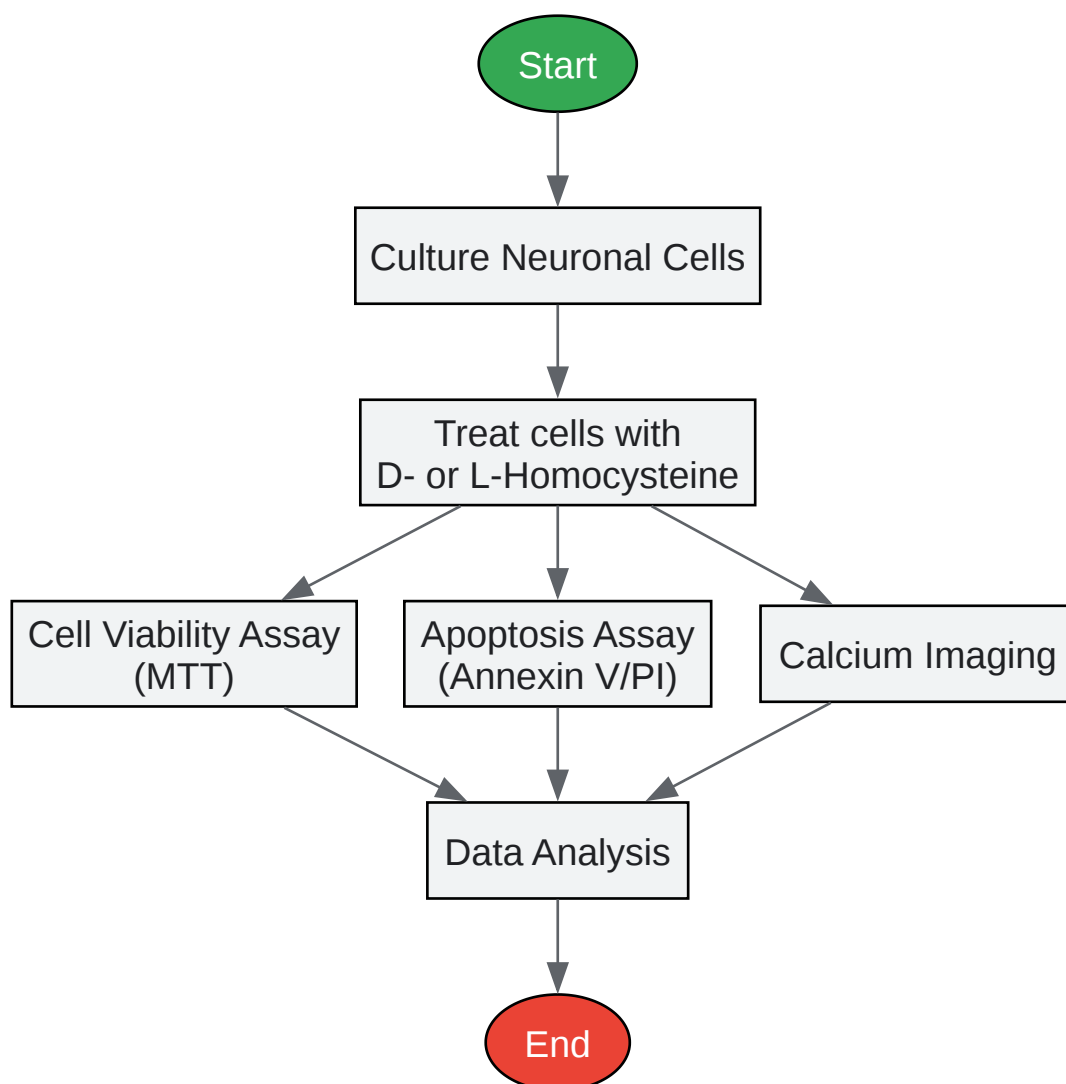 Start
Culture Neuronal Cells
Treat cells with
D- or L-Homocysteine
Cell Viability Assay
(MTT)
Apoptosis Assay
(Annexin V/PI)
Calcium Imaging
Data Analysis
End